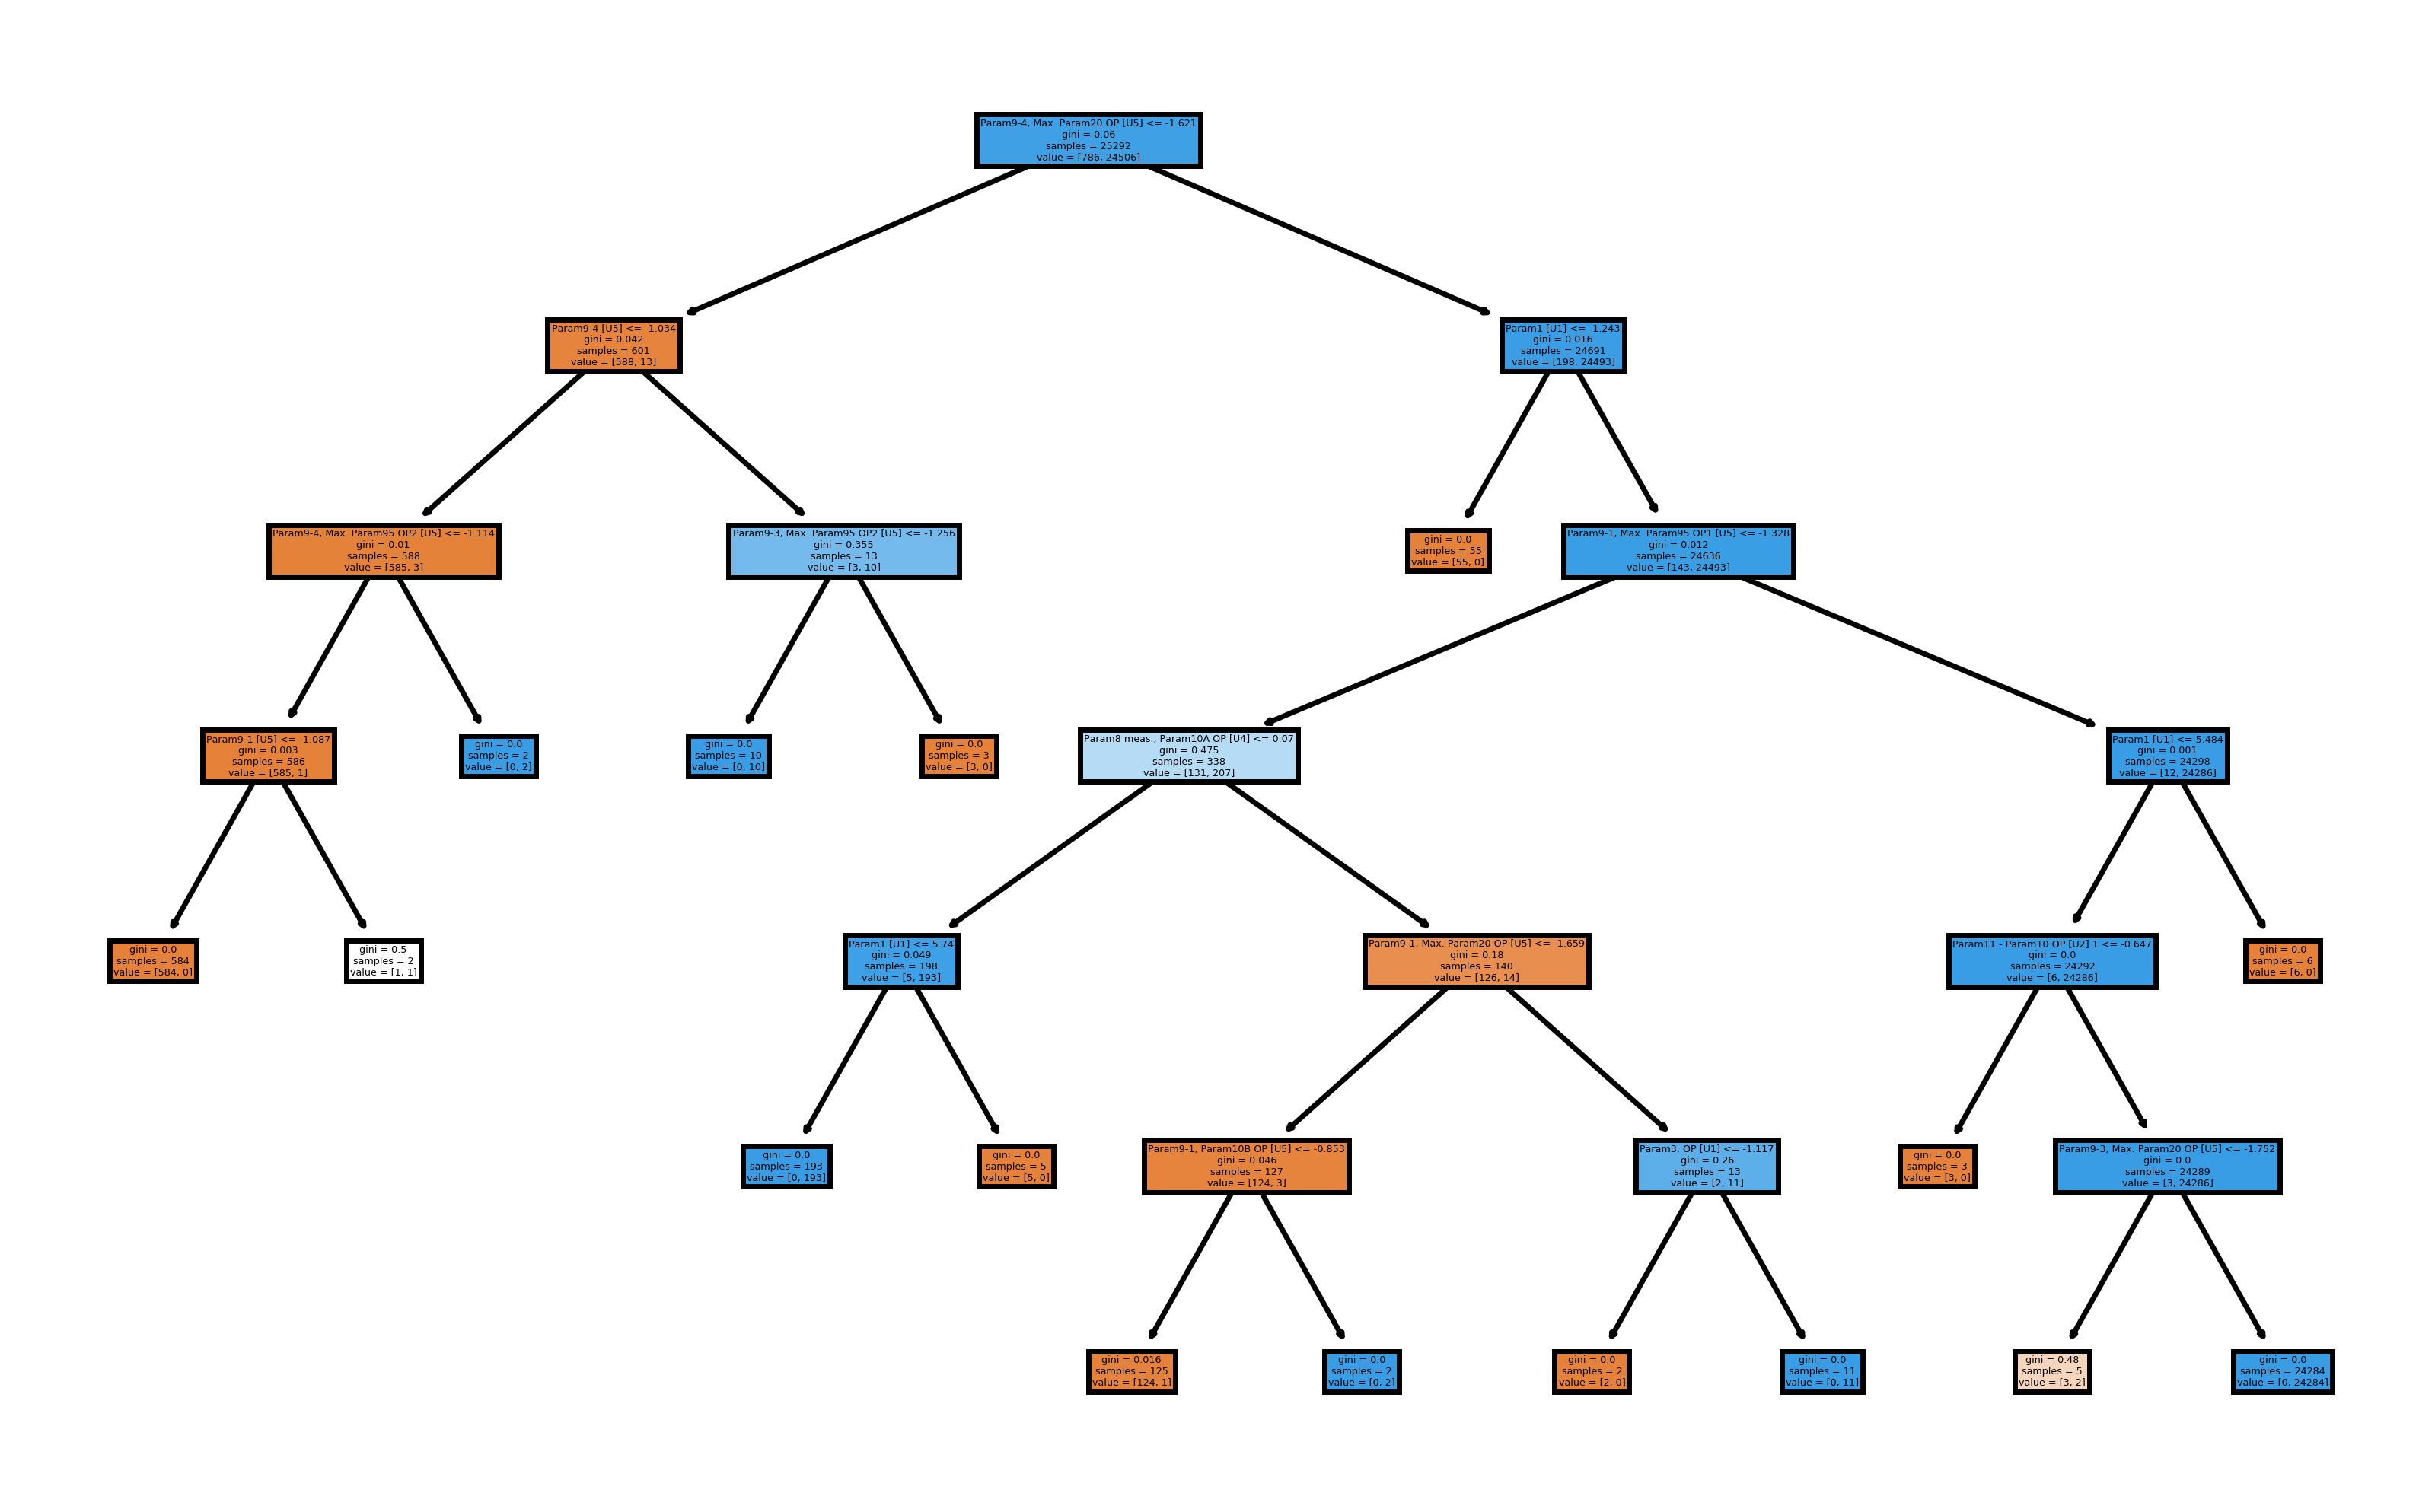 Param9-4, Max. Param20 OP [U5] <= -1.621
gini = 0.06
samples = 25292
value = [786, 24506]
Param9-4 [U5] <= -1.034
gini = 0.042
samples = 601
value = [588, 13]
Param1 [U1] <= -1.243
gini = 0.016
samples = 24691
value = [198, 24493]
Param9-4, Max. Param95 OP2 [U5] <= -1.114
gini = 0.01
samples = 588
value = [585, 3]
Param9-3, Max. Param95 OP2 [U5] <= -1.256
gini = 0.355
samples = 13
value = [3, 10]
gini = 0.0
samples = 55
value = [55, 0]
Param9-1, Max. Param95 OP1 [U5] <= -1.328
gini = 0.012
samples = 24636
value = [143, 24493]
Param9-1 [U5] <= -1.087
gini = 0.003
samples = 586
value = [585, 1]
gini = 0.0
samples = 2
value = [0, 2]
gini = 0.0
samples = 10
value = [0, 10]
gini = 0.0
samples = 3
value = [3, 0]
Param8 meas., Param10A OP [U4] <= 0.07
gini = 0.475
samples = 338
value = [131, 207]
Param1 [U1] <= 5.484
gini = 0.001
samples = 24298
value = [12, 24286]
gini = 0.0
samples = 584
value = [584, 0]
gini = 0.5
samples = 2
value = [1, 1]
Param1 [U1] <= 5.74
gini = 0.049
samples = 198
value = [5, 193]
Param9-1, Max. Param20 OP [U5] <= -1.659
gini = 0.18
samples = 140
value = [126, 14]
Param11 - Param10 OP [U2].1 <= -0.647
gini = 0.0
samples = 24292
value = [6, 24286]
gini = 0.0
samples = 6
value = [6, 0]
gini = 0.0
samples = 193
value = [0, 193]
gini = 0.0
samples = 5
value = [5, 0]
Param9-1, Param10B OP [U5] <= -0.853
gini = 0.046
samples = 127
value = [124, 3]
Param3, OP [U1] <= -1.117
gini = 0.26
samples = 13
value = [2, 11]
gini = 0.0
samples = 3
value = [3, 0]
Param9-3, Max. Param20 OP [U5] <= -1.752
gini = 0.0
samples = 24289
value = [3, 24286]
gini = 0.016
samples = 125
value = [124, 1]
gini = 0.0
samples = 2
value = [0, 2]
gini = 0.0
samples = 2
value = [2, 0]
gini = 0.0
samples = 11
value = [0, 11]
gini = 0.48
samples = 5
value = [3, 2]
gini = 0.0
samples = 24284
value = [0, 24284]